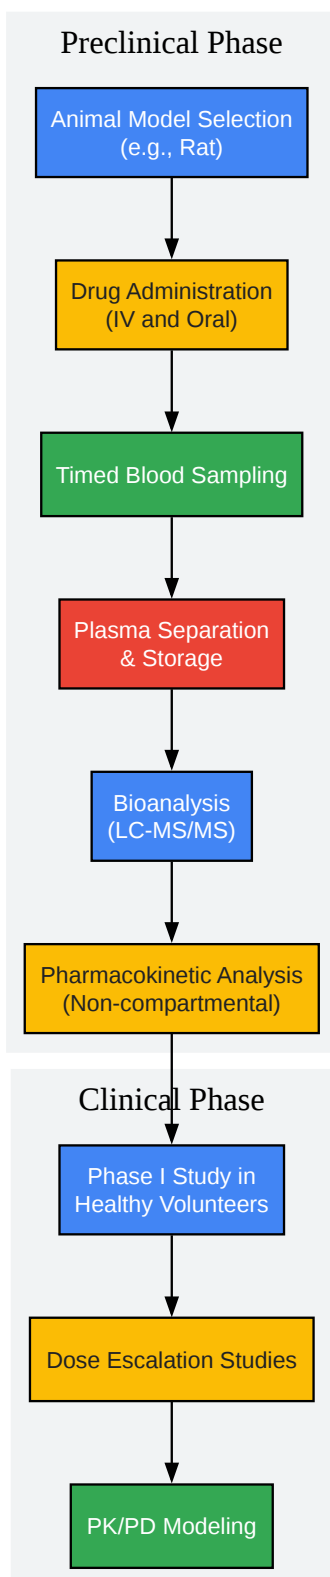 Preclinical Phase
Animal Model Selection
(e.g., Rat)
Drug Administration
(IV and Oral)
Timed Blood Sampling
Plasma Separation
& Storage
Bioanalysis
(LC-MS/MS)
Pharmacokinetic Analysis
(Non-compartmental)
Clinical Phase
Phase I Study in
Healthy Volunteers
Dose Escalation Studies
PK/PD Modeling